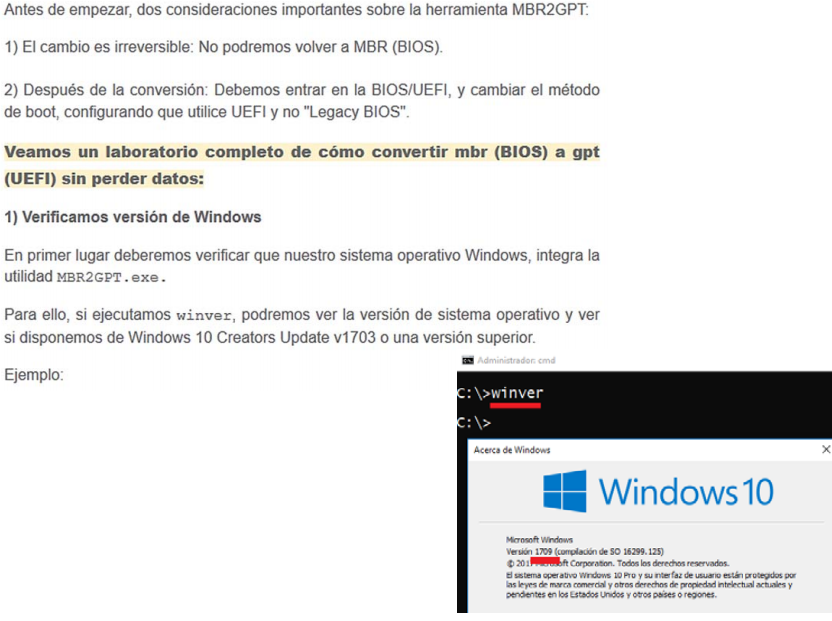 Antes de empezar, dos consideraciones importantes sobre la herramienta MBR2GPT:
1) El cambio es irreversible: No podremos volver a MBR (BIOS).
2) Después de la conversión: Debemos entrar en la BIOS/UEFI, y cambiar el método
de boot, configurando que utilice UEFI y no "Legacy BIOS".
Veamos un laboratorio completo de cómo convertir mbr (BIOS) a gpt
(UEFI) sin perder datos:
1) Verificamos versión de Windows
En primer lugar deberemos verificar que nuestro sistema operativo Windows, integra la
utilidad MBR2GPT.exe.
Para ello, si ejecutamos winver, podremos ver la versión de sistema operativo y ver
si disponemos de Windows 10 Creators Update v1703 o una versión superior.
Ejemplo:
Administrador: cmd
C:\>winver
C:\>
Acerca de Windows
Windows 10
Microsoft Windows
Versión 1709 (compilación de SO 16299.125)
© Corporation. Todos los derechos reservados.
El sistema operativo Windows 10 Pro y su interfaz de usuario están protegidos por
las leyes de marca comercial y otros derechos de propiedad intelectual actuales y
pendientes en los Estados Unidos y otros países o regiones.